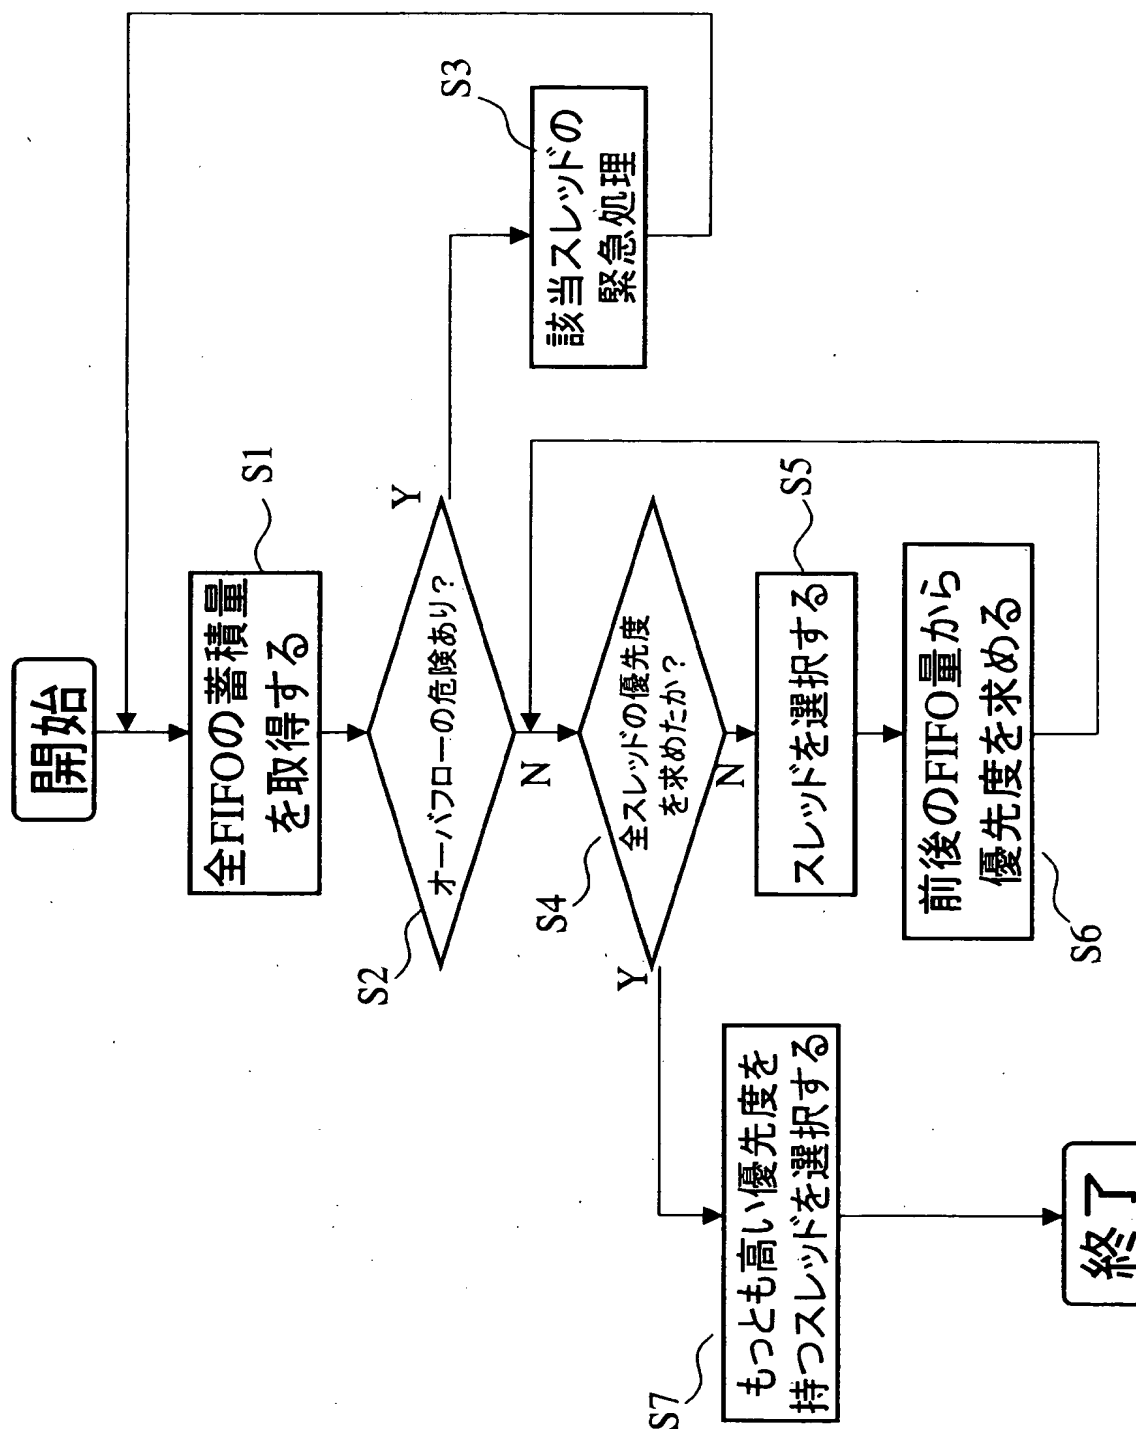 開始
全FIFOの蓄積量
を取得する
S1
オーバフローの危険あり?
S2
Y
N
該当スレッドの
緊急処理
S3
全スレッドの優先度
を求めたか?
S4
Y
N
スレッドを選択する
S5
前後のFIFO量から
優先度を求める
S6
もっとも高い優先度を
持つスレッドを選択する
S7
終了